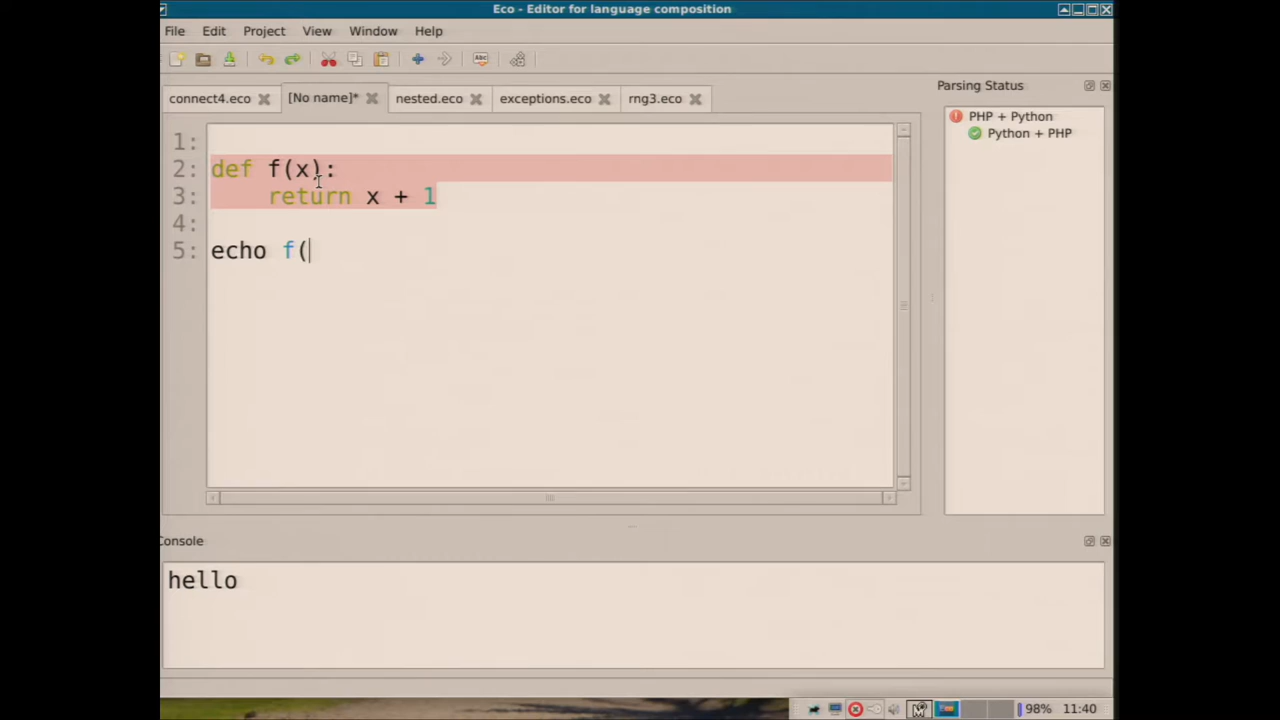 Eco - Editor for language composition
File Edit Project View Window Help
Abc
connect4.eco [No name]* nested.eco exceptions.eco rng3.eco
Parsing Status
PHP + Python
Python + PHP
1:
2: def f(x):
3: return x + 1
4:
5: echo f(
Console
hello
98% 11:40